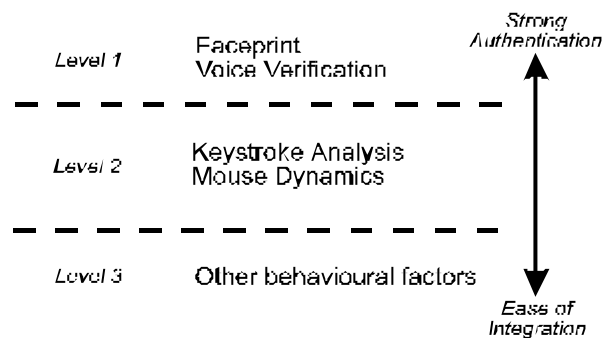 Strong
Authentication
Level 1
Faceprint
Voice Verification
Level 2
Keystroke Analysis
Mouse Dynamics
Level 3
Other behavioural factors
Ease of
Integration